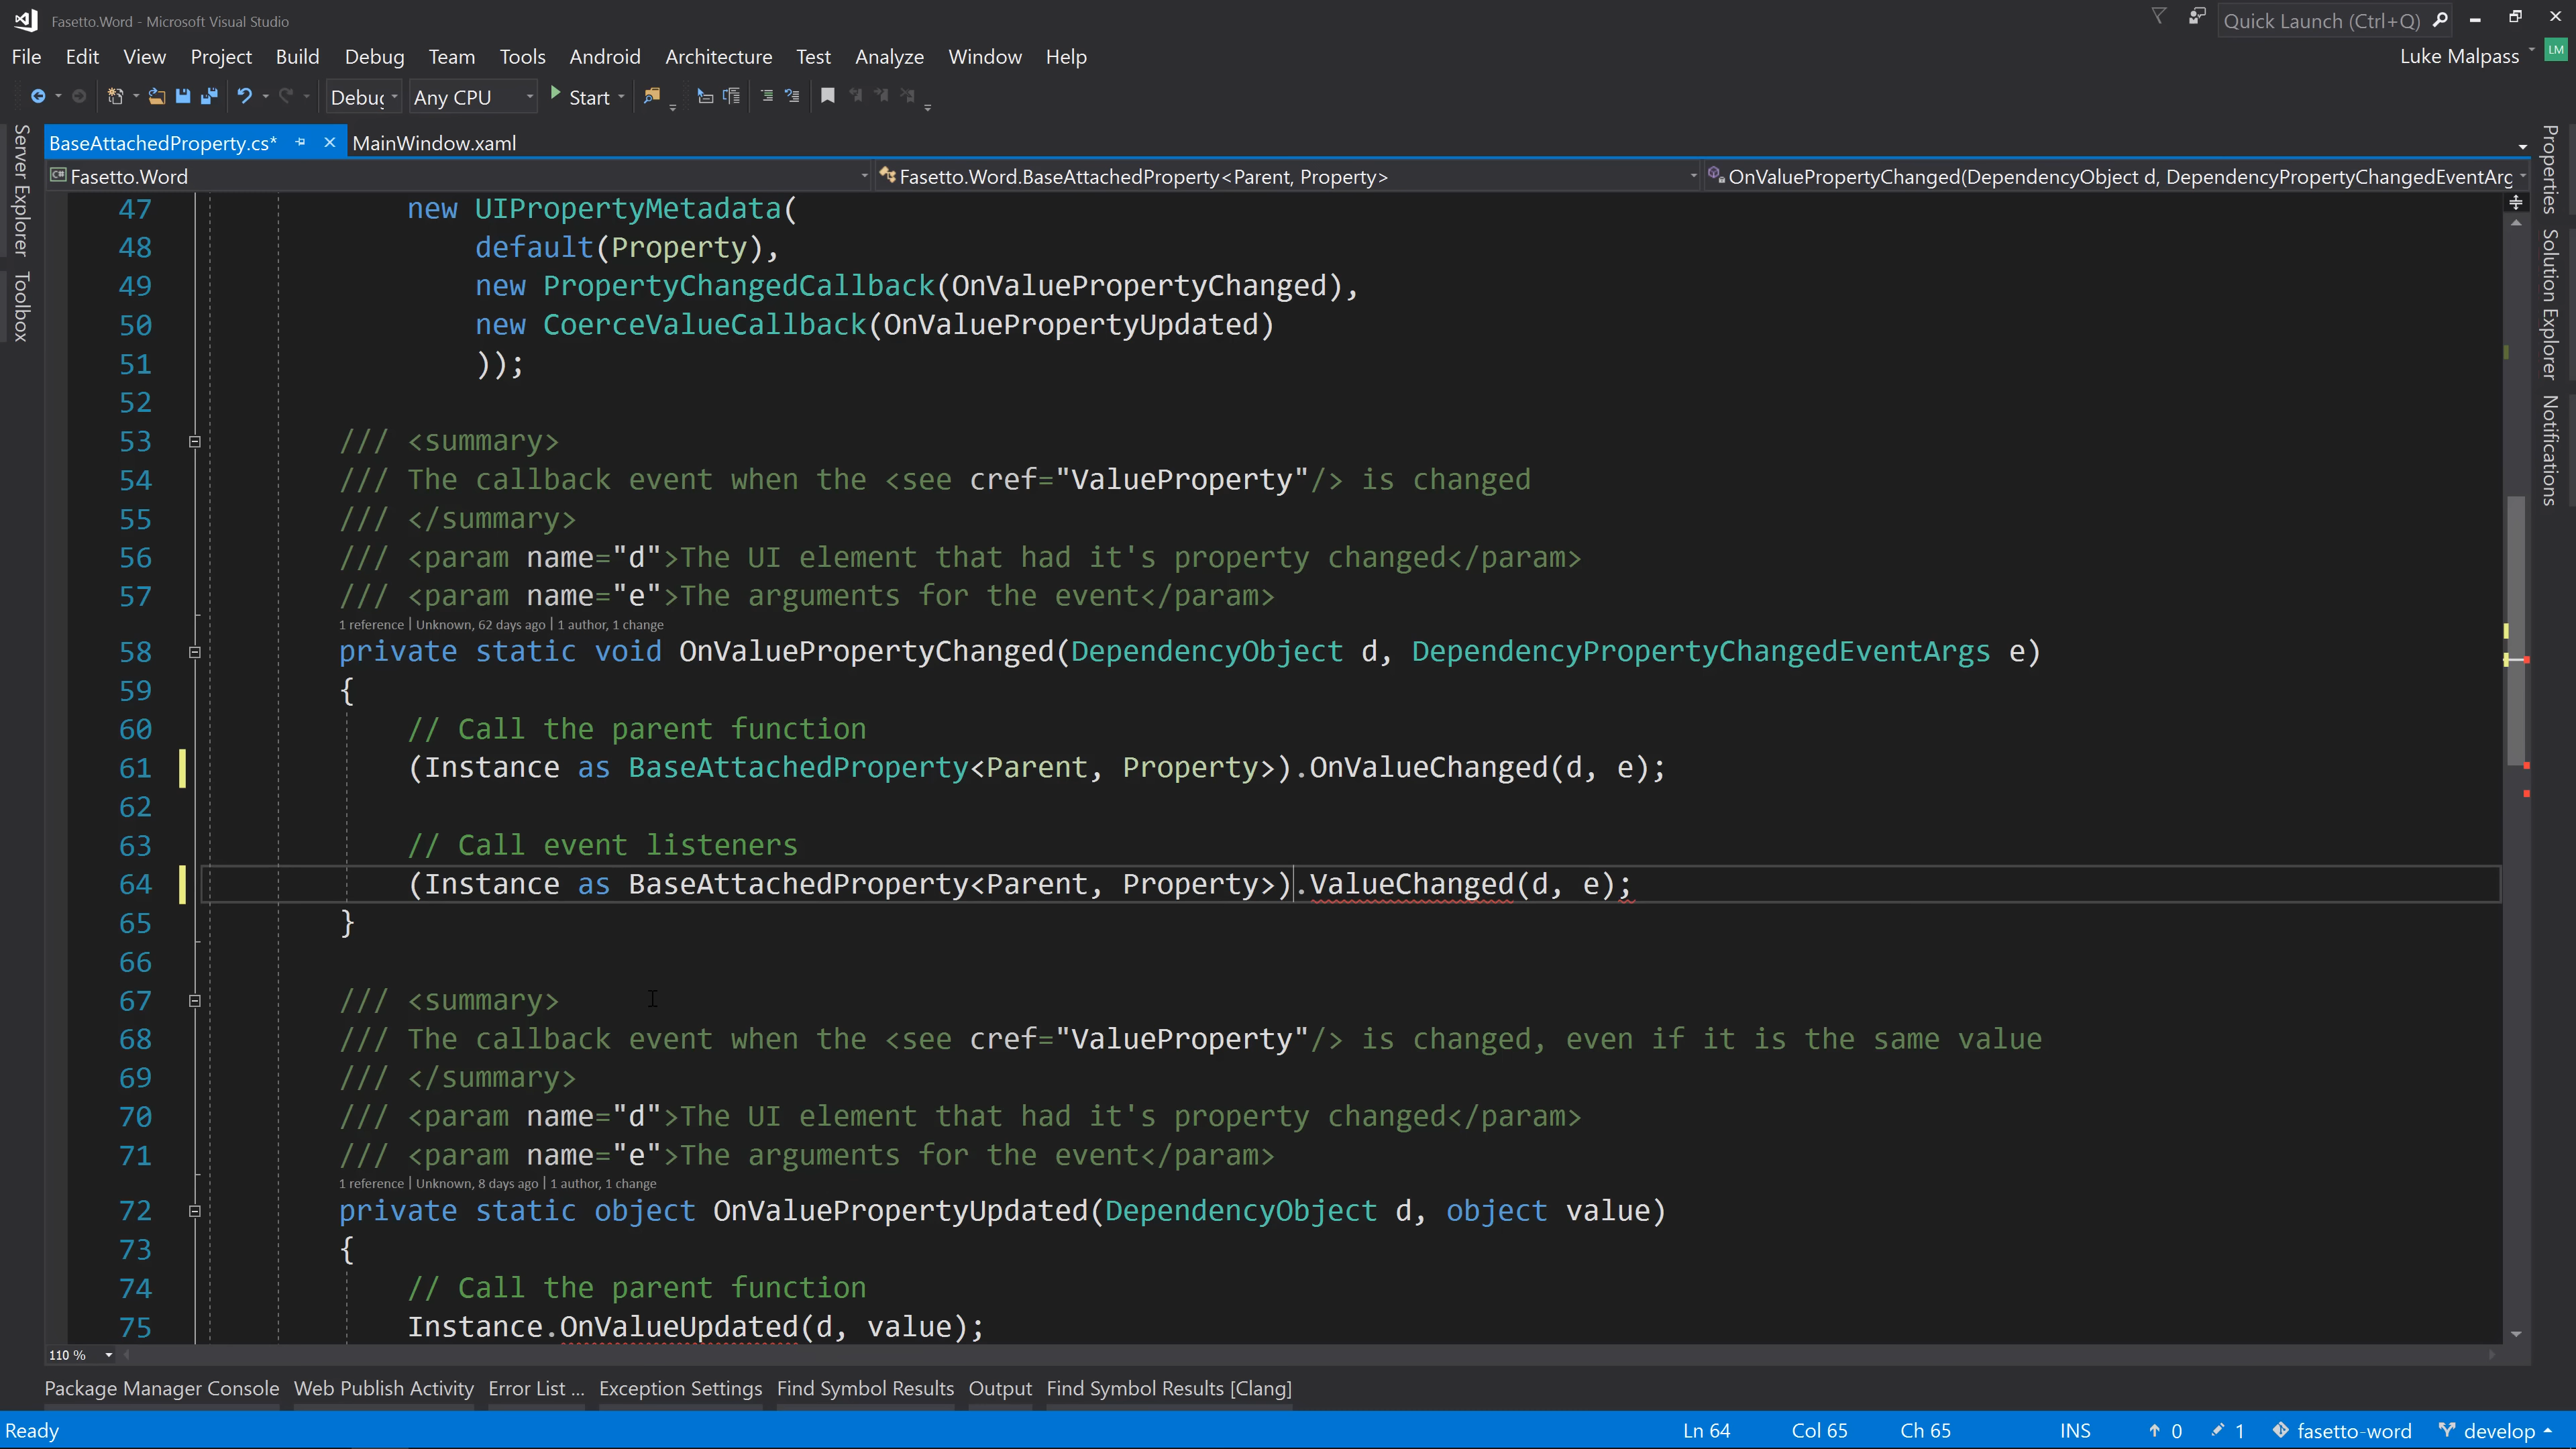 Fasetto.Word - Microsoft Visual Studio
Quick Launch (Ctrl+Q)
File Edit View Project Build Debug Team Tools Android Architecture Test Analyze Window Help
Luke Malpass LM
Debug Any CPU Start
Server Explorer
Toolbox
BaseAttachedProperty.cs* MainWindow.xaml
Properties
Solution Explorer
Notifications
C# Fasetto.Word Fasetto.Word.BaseAttachedProperty<Parent, Property> OnValuePropertyChanged(DependencyObject d, DependencyPropertyChangedEventArg
47 new UIPropertyMetadata(
48 default(Property),
49 new PropertyChangedCallback(OnValuePropertyChanged),
50 new CoerceValueCallback(OnValuePropertyUpdated)
51 ));
52
53 /// <summary>
54 /// The callback event when the <see cref="ValueProperty"/> is changed
55 /// </summary>
56 /// <param name="d">The UI element that had it's property changed</param>
57 /// <param name="e">The arguments for the event</param>
1 reference | Unknown, 62 days ago | 1 author, 1 change
58 private static void OnValuePropertyChanged(DependencyObject d, DependencyPropertyChangedEventArgs e)
59 {
60 // Call the parent function
61 (Instance as BaseAttachedProperty<Parent, Property>).OnValueChanged(d, e);
62
63 // Call event listeners
64 (Instance as BaseAttachedProperty<Parent, Property>).ValueChanged(d, e);
65 }
66
67 /// <summary>
68 /// The callback event when the <see cref="ValueProperty"/> is changed, even if it is the same value
69 /// </summary>
70 /// <param name="d">The UI element that had it's property changed</param>
71 /// <param name="e">The arguments for the event</param>
1 reference | Unknown, 8 days ago | 1 author, 1 change
72 private static object OnValuePropertyUpdated(DependencyObject d, object value)
73 {
74 // Call the parent function
75 Instance.OnValueUpdated(d, value);
110 %
Package Manager Console Web Publish Activity Error List ... Exception Settings Find Symbol Results Output Find Symbol Results [Clang]
Ready Ln 64 Col 65 Ch 65 INS 0 1 fasetto-word develop